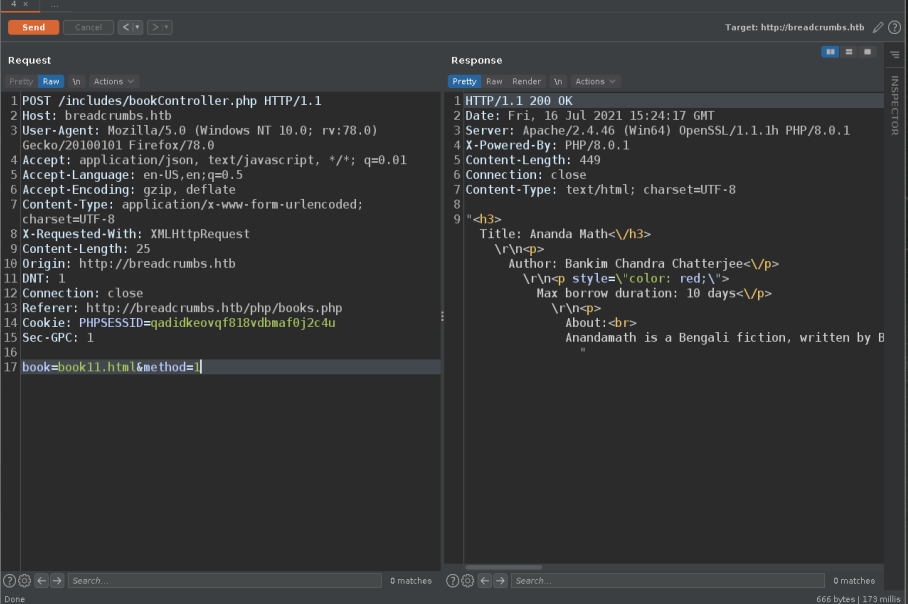 4 × ...
Send Cancel < > Target: http://breadcrumbs.htb
Request
Pretty Raw \n Actions
1 POST /includes/bookController.php HTTP/1.1
2 Host: breadcrumbs.htb
3 User-Agent: Mozilla/5.0 (Windows NT 10.0; rv:78.0)
Gecko/20100101 Firefox/78.0
4 Accept: application/json, text/javascript, */*; q=0.01
5 Accept-Language: en-US,en;q=0.5
6 Accept-Encoding: gzip, deflate
7 Content-Type: application/x-www-form-urlencoded;
charset=UTF-8
8 X-Requested-With: XMLHttpRequest
9 Content-Length: 25
10 Origin: http://breadcrumbs.htb
11 DNT: 1
12 Connection: close
13 Referer: http://breadcrumbs.htb/php/books.php
14 Cookie: PHPSESSID=qadidkeovqf818vdbmaf0j2c4u
15 Sec-GPC: 1
16
17 book=book11.html&method=1
Search... 0 matches
Response
Pretty Raw Render \n Actions
1 HTTP/1.1 200 OK
2 Date: Fri, 16 Jul 2021 15:24:17 GMT
3 Server: Apache/2.4.46 (Win64) OpenSSL/1.1.1h PHP/8.0.1
4 X-Powered-By: PHP/8.0.1
5 Content-Length: 449
6 Connection: close
7 Content-Type: text/html; charset=UTF-8
8
9 "<h3>
Title: Ananda Math<\/h3>
\r\n<p>
Author: Bankim Chandra Chatterjee<\/p>
\r\n<p style=\"color: red;\">
Max borrow duration: 10 days<\/p>
\r\n<p>
About:<br>
Anandamath is a Bengali fiction, written by B
"
Search... 0 matches
INSPECTOR
Done 666 bytes | 173 millis